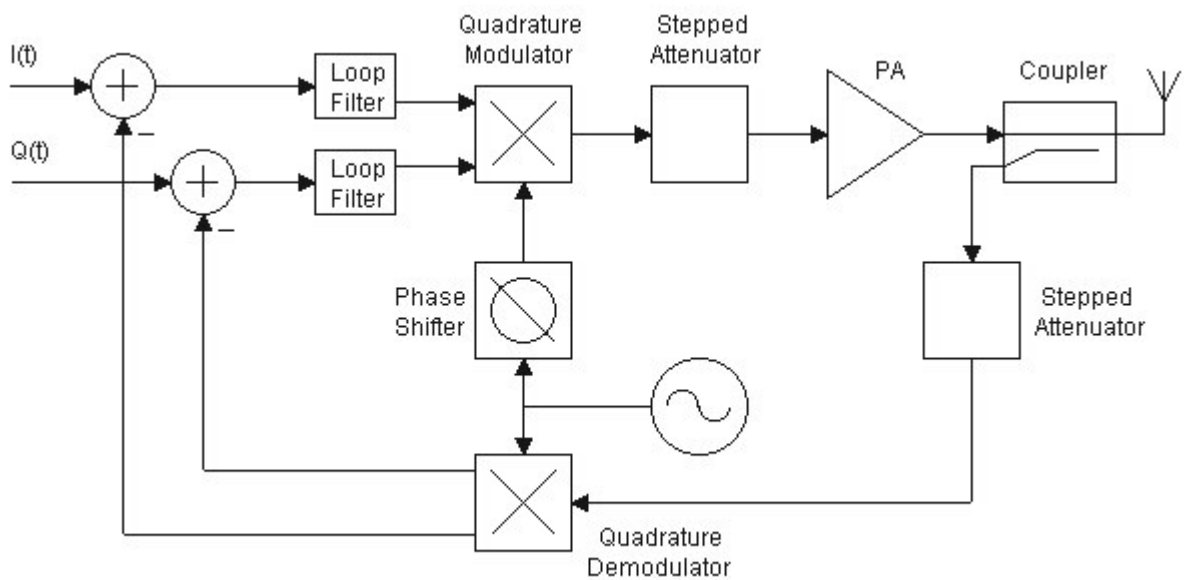 I(t)
Q(t)
Loop
Filter
Loop
Filter
Quadrature
Modulator
Stepped
Attenuator
PA
Coupler
Phase
Shifter
Stepped
Attenuator
Quadrature
Demodulator